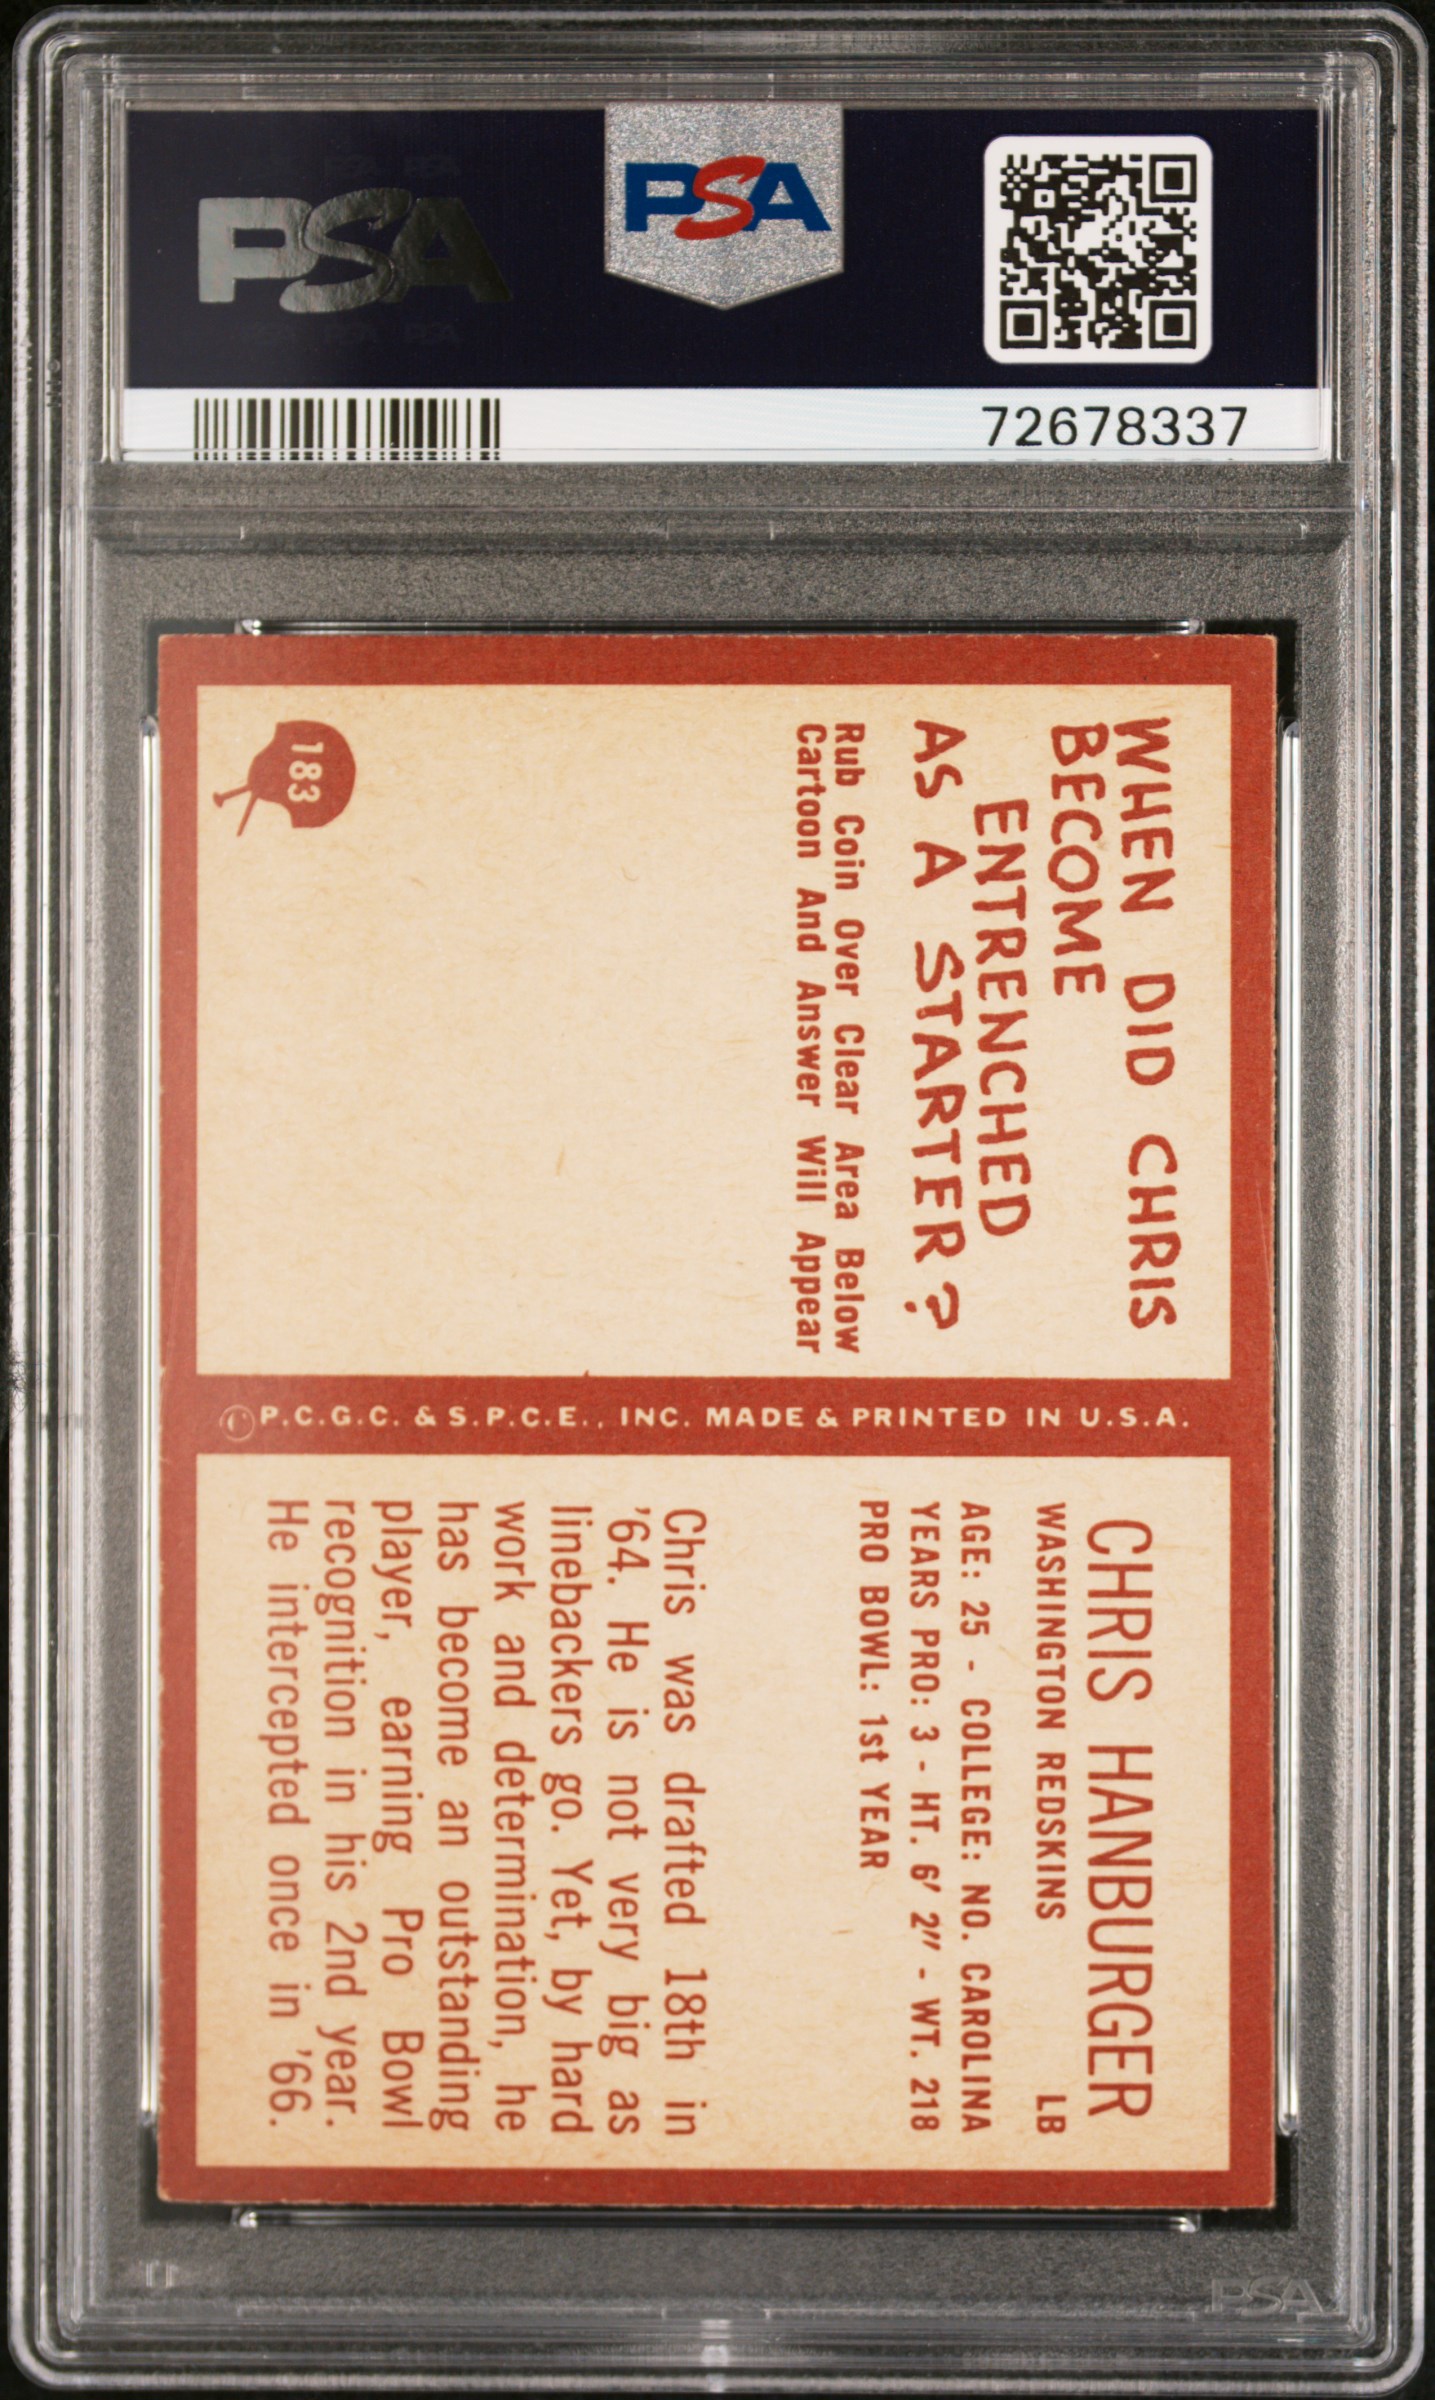 PSA
PSA
72678337
WHEN DID CHRIS
BECOME
ENTRENCHED
AS A STARTER?
Rub Coin Over Clear Area Below
Cartoon And Answer Will Appear
183
©P.C.G.C. & S.P.C.E., INC. MADE & PRINTED IN U.S.A.
CHRIS HANBURGER
WASHINGTON REDSKINS LB
AGE: 25 - COLLEGE: NO. CAROLINA
YEARS PRO: 3 - HT. 6' 2" - WT. 218
PRO BOWL: 1st YEAR
Chris was drafted 18th in
'64. He is not very big as
linebackers go. Yet, by hard
work and determination, he
has become an outstanding
player, earning Pro Bowl
recognition in his 2nd year.
He intercepted once in '66.
PSA